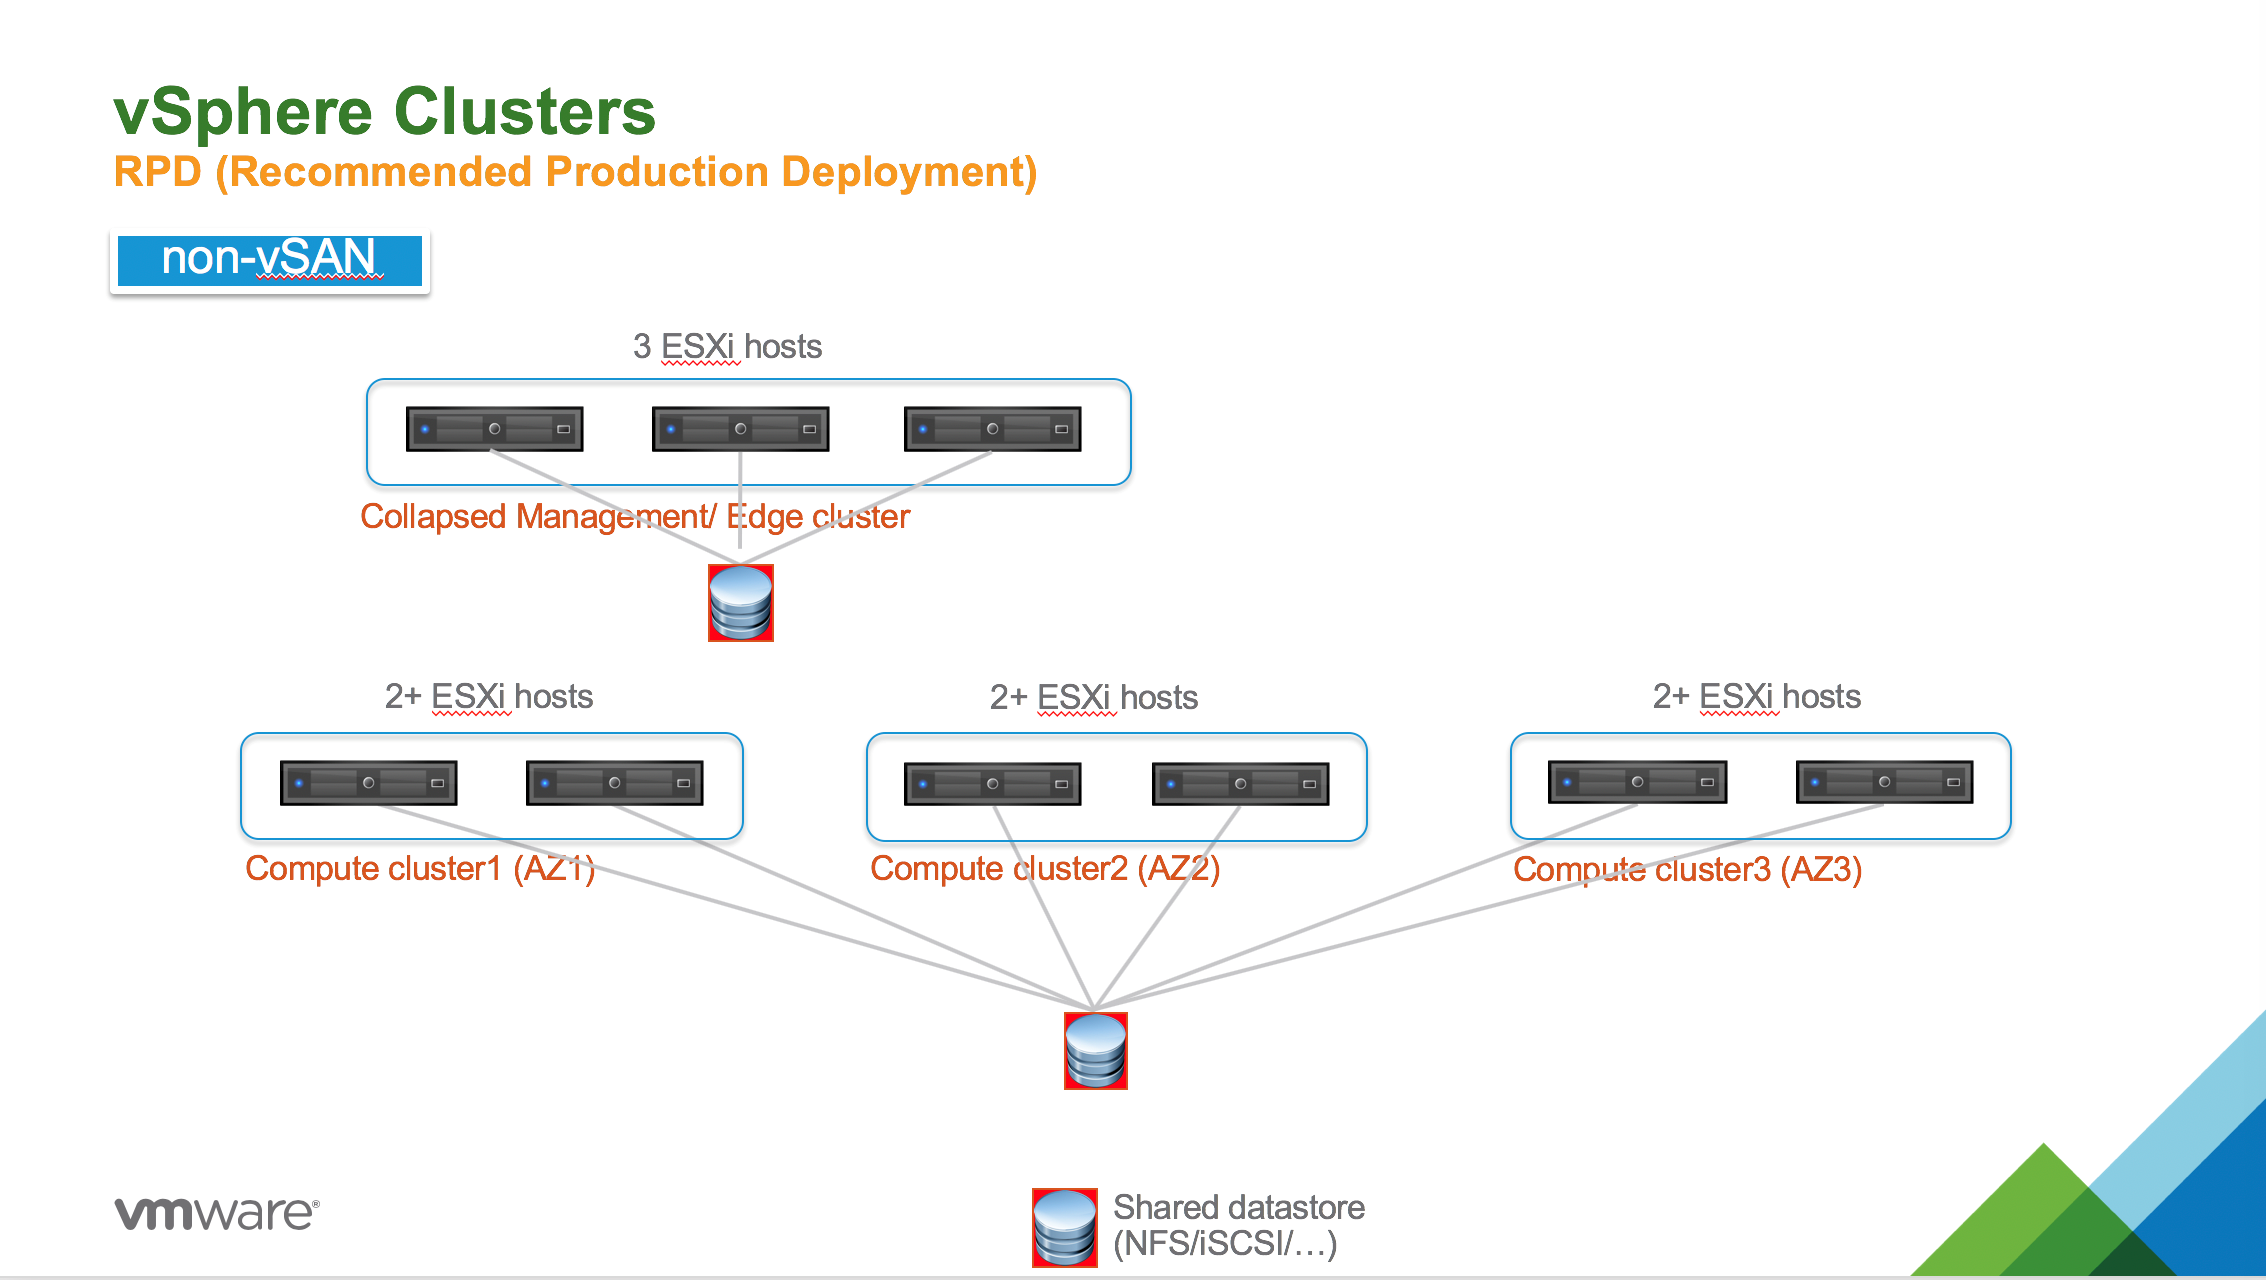 vSphere Clusters
RPD (Recommended Production Deployment)
non-vSAN
3 ESXi hosts
Collapsed Management/ Edge cluster
2+ ESXi hosts
2+ ESXi hosts
2+ ESXi hosts
Compute cluster1 (AZ1)
Compute cluster2 (AZ2)
Compute cluster3 (AZ3)
vmware®
Shared datastore
(NFS/iSCSI/…)